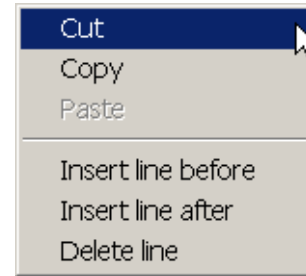 Cut
Copy
Paste
Insert line before
Insert line after
Delete line